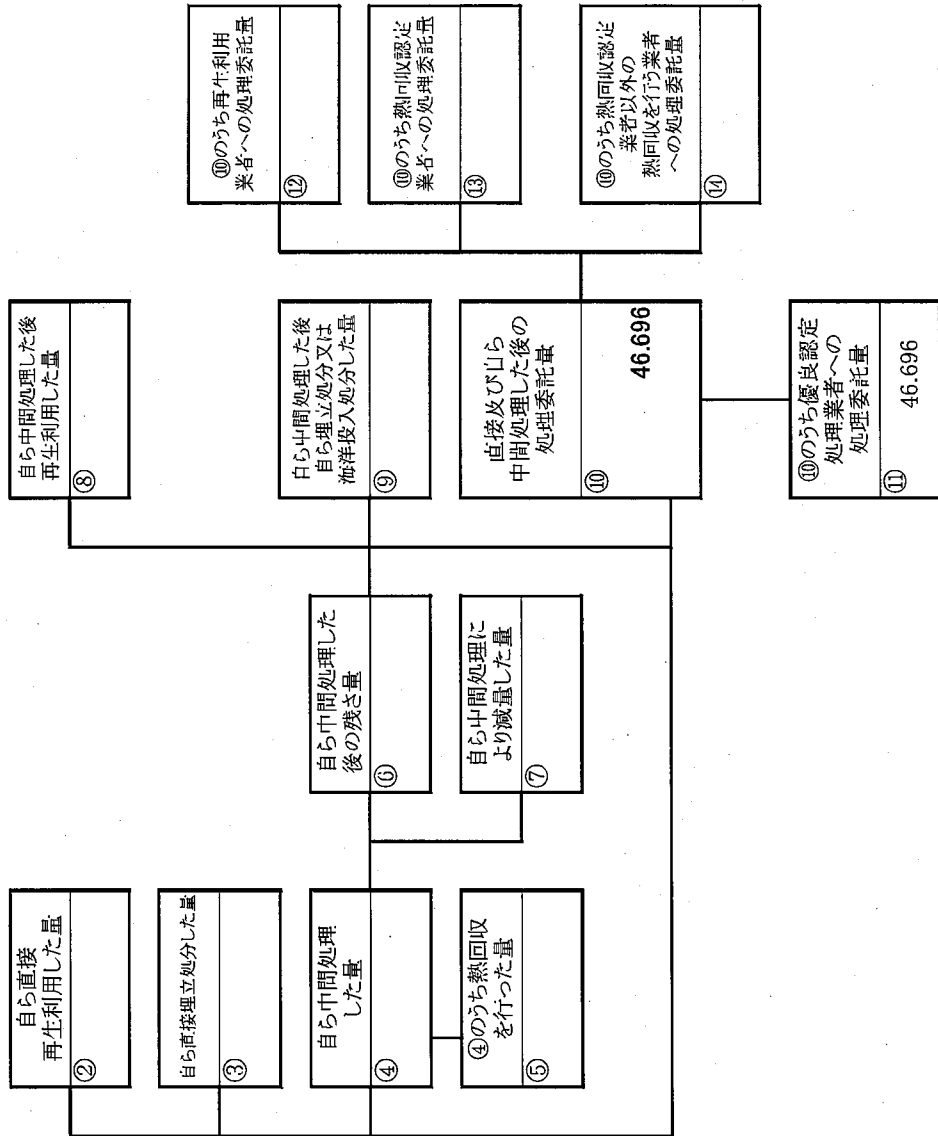 自ら直接
再生利用した量
②
自ら直接埋立処分した量
③
自ら中間処理
した量
④
④のうち熱回収
を行った量
⑤
自ら中間処理した
後の残さ量
⑥
自ら中間処理に
より減量した量
⑦
自ら中間処理した後
再生利用した量
⑧
自ら中間処理した後
自ら埋立処分又は
海洋投入処分した量
⑨
直接及び自ら
中間処理した後の
処理委託量
⑩
46.696
⑩のうち優良認定
処理業者への
処理委託量
⑪
46.696
⑩のうち再生利用
業者への処理委託量
⑫
⑩のうち熱回収認定
業者への処理委託量
⑬
⑩のうち熱回収認定
業者以外の
熱回収を行う業者
への処理委託量
⑭